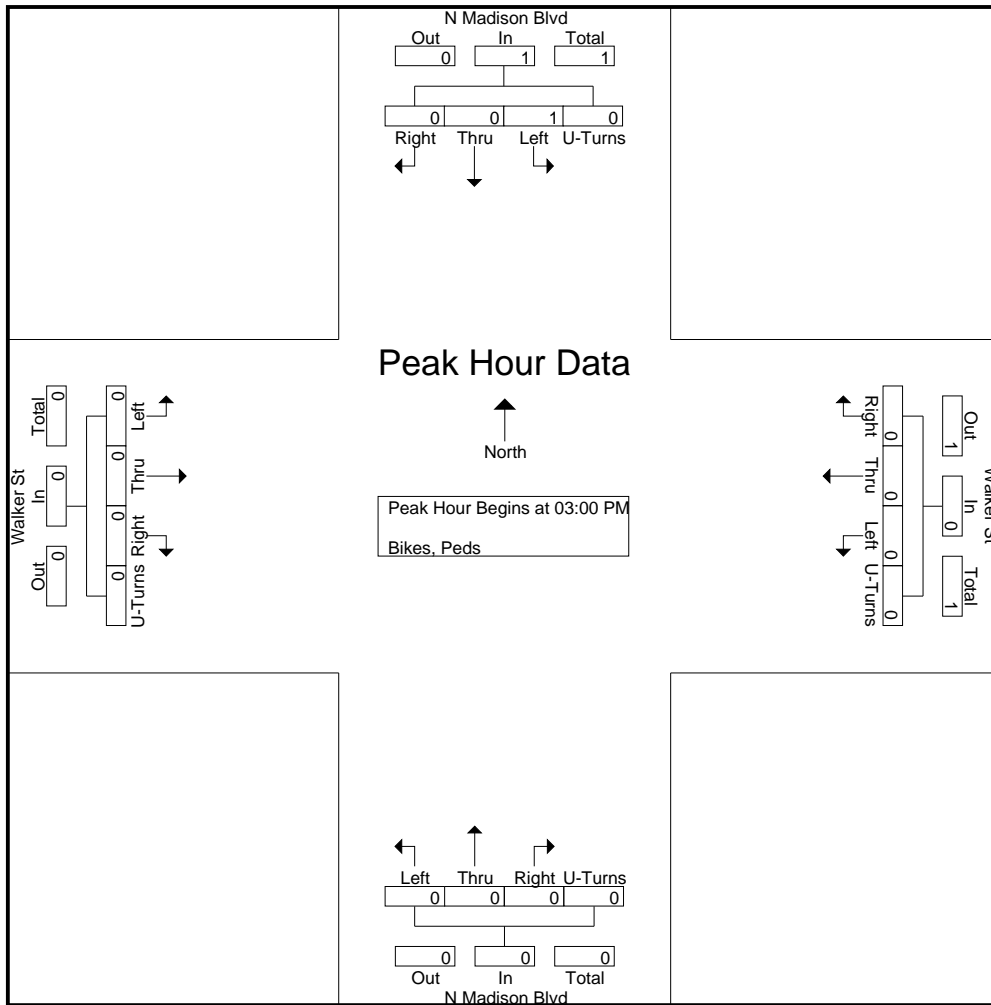 N Madison Blvd
Out In Total
0 1 1
0 0 1 0
Right Thru Left U-Turns
Peak Hour Data
North
Peak Hour Begins at 03:00 PM
Bikes, Peds
Walker St
Total In Out
0 0 0
0 0 0 0
Left Thru Right U-Turns
Walker St
Out In Total
1 0 1
0 0 0 0
Right Thru Left U-Turns
Left Thru Right U-Turns
0 0 0 0
0 0 0
Out In Total
N Madison Blvd